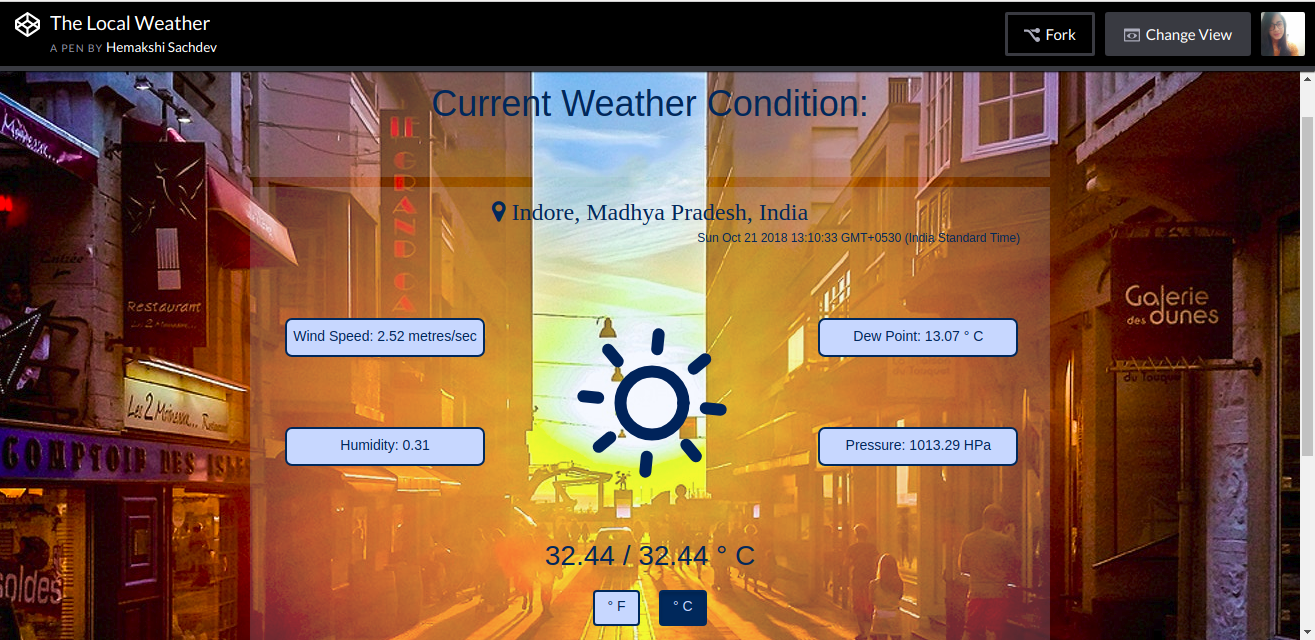 The Local Weather
A PEN BY Hemakshi Sachdev
Fork
Change View
Current Weather Condition:
Indore, Madhya Pradesh, India
Sun Oct 21 2018 13:10:33 GMT+0530 (India Standard Time)
Wind Speed: 2.52 metres/sec
Dew Point: 13.07 ° C
Humidity: 0.31
Pressure: 1013.29 HPa
32.44 / 32.44 ° C
° F
° C
LE GRAND CA
Restaurant
Les 2 Moineaux... Restaurant
COMPTOIR DES ISLES
soldes
Galerie
des dunes
du Touquet